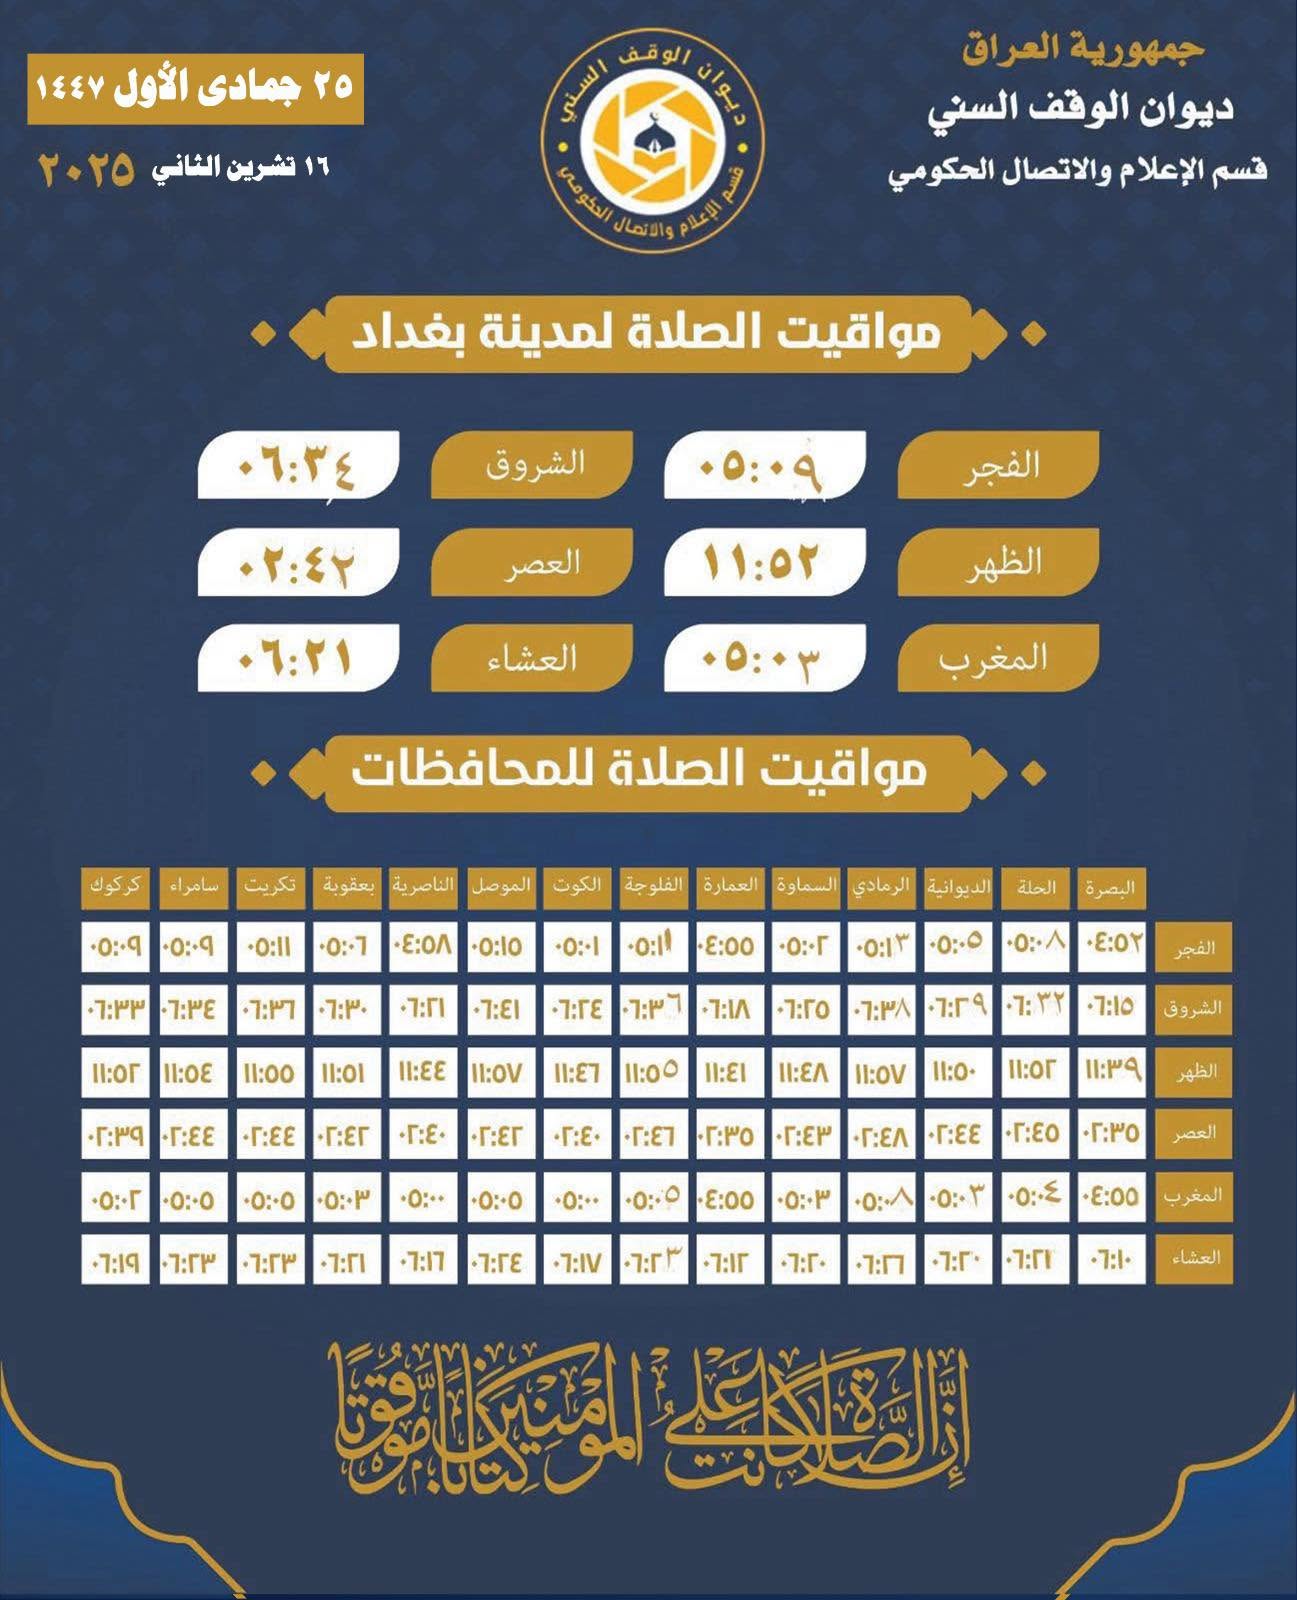 جمهورية العراق
ديوان الوقف السني
قسم الإعلام والاتصال الحكومي
ديوان الوقف السني
قسم الإعلام والاتصال الحكومي
٢٥ جمادى الأول ١٤٤٧
١٦ تشرين الثاني ٢٠٢٥
مواقيت الصلاة لمدينة بغداد
الفجر ٠٥:٠٩ الشروق ٠٦:٣٤
الظهر ١١:٥٢ العصر ٠٢:٤٢
المغرب ٠٥:٠٣ العشاء ٠٦:٢١
مواقيت الصلاة للمحافظات
البصرة الحلة الديوانية الرمادي السماوة العمارة الفلوجة الكوت الموصل الناصرية بعقوبة تكريت سامراء كركوك
الفجر ٠٤:٥٢ ٠٥:٠٨ ٠٥:٠٥ ٠٥:١٣ ٠٥:٠٢ ٠٤:٥٥ ٠٥:١١ ٠٥:٠١ ٠٥:١٥ ٠٤:٥٨ ٠٥:٠٦ ٠٥:١١ ٠٥:٠٩ ٠٥:٠٩
الشروق ٠٦:١٥ ٠٦:٣٢ ٠٦:٢٩ ٠٦:٣٨ ٠٦:٢٥ ٠٦:١٨ ٠٦:٣٦ ٠٦:٢٤ ٠٦:٤١ ٠٦:٢١ ٠٦:٣٠ ٠٦:٣٦ ٠٦:٣٤ ٠٦:٣٣
الظهر ١١:٣٩ ١١:٥٢ ١١:٥٠ ١١:٥٧ ١١:٤٨ ١١:٤١ ١١:٥٥ ١١:٤٦ ١١:٥٧ ١١:٤٤ ١١:٥١ ١١:٥٥ ١١:٥٤ ١١:٥٢
العصر ٠٢:٣٥ ٠٢:٤٥ ٠٢:٤٤ ٠٢:٤٨ ٠٢:٤٣ ٠٢:٣٥ ٠٢:٤٦ ٠٢:٤٠ ٠٢:٤٢ ٠٢:٤٠ ٠٢:٤٢ ٠٢:٤٤ ٠٢:٤٤ ٠٢:٣٩
المغرب ٠٤:٥٥ ٠٥:٠٤ ٠٥:٠٣ ٠٥:٠٨ ٠٥:٠٣ ٠٤:٥٥ ٠٥:٠٥ ٠٥:٠٠ ٠٥:٠٥ ٠٥:٠٠ ٠٥:٠٣ ٠٥:٠٥ ٠٥:٠٥ ٠٥:٠٢
العشاء ٠٦:١٠ ٠٦:٢١ ٠٦:٢٠ ٠٦:٢٦ ٠٦:٢٠ ٠٦:١٢ ٠٦:٢٣ ٠٦:١٧ ٠٦:٢٤ ٠٦:١٦ ٠٦:٢١ ٠٦:٢٣ ٠٦:٢٣ ٠٦:١٩
إِنَّ الصَّلَاةَ كَانَتْ عَلَى الْمُؤْمِنِينَ كِتَابًا مَّوْقُوتًا